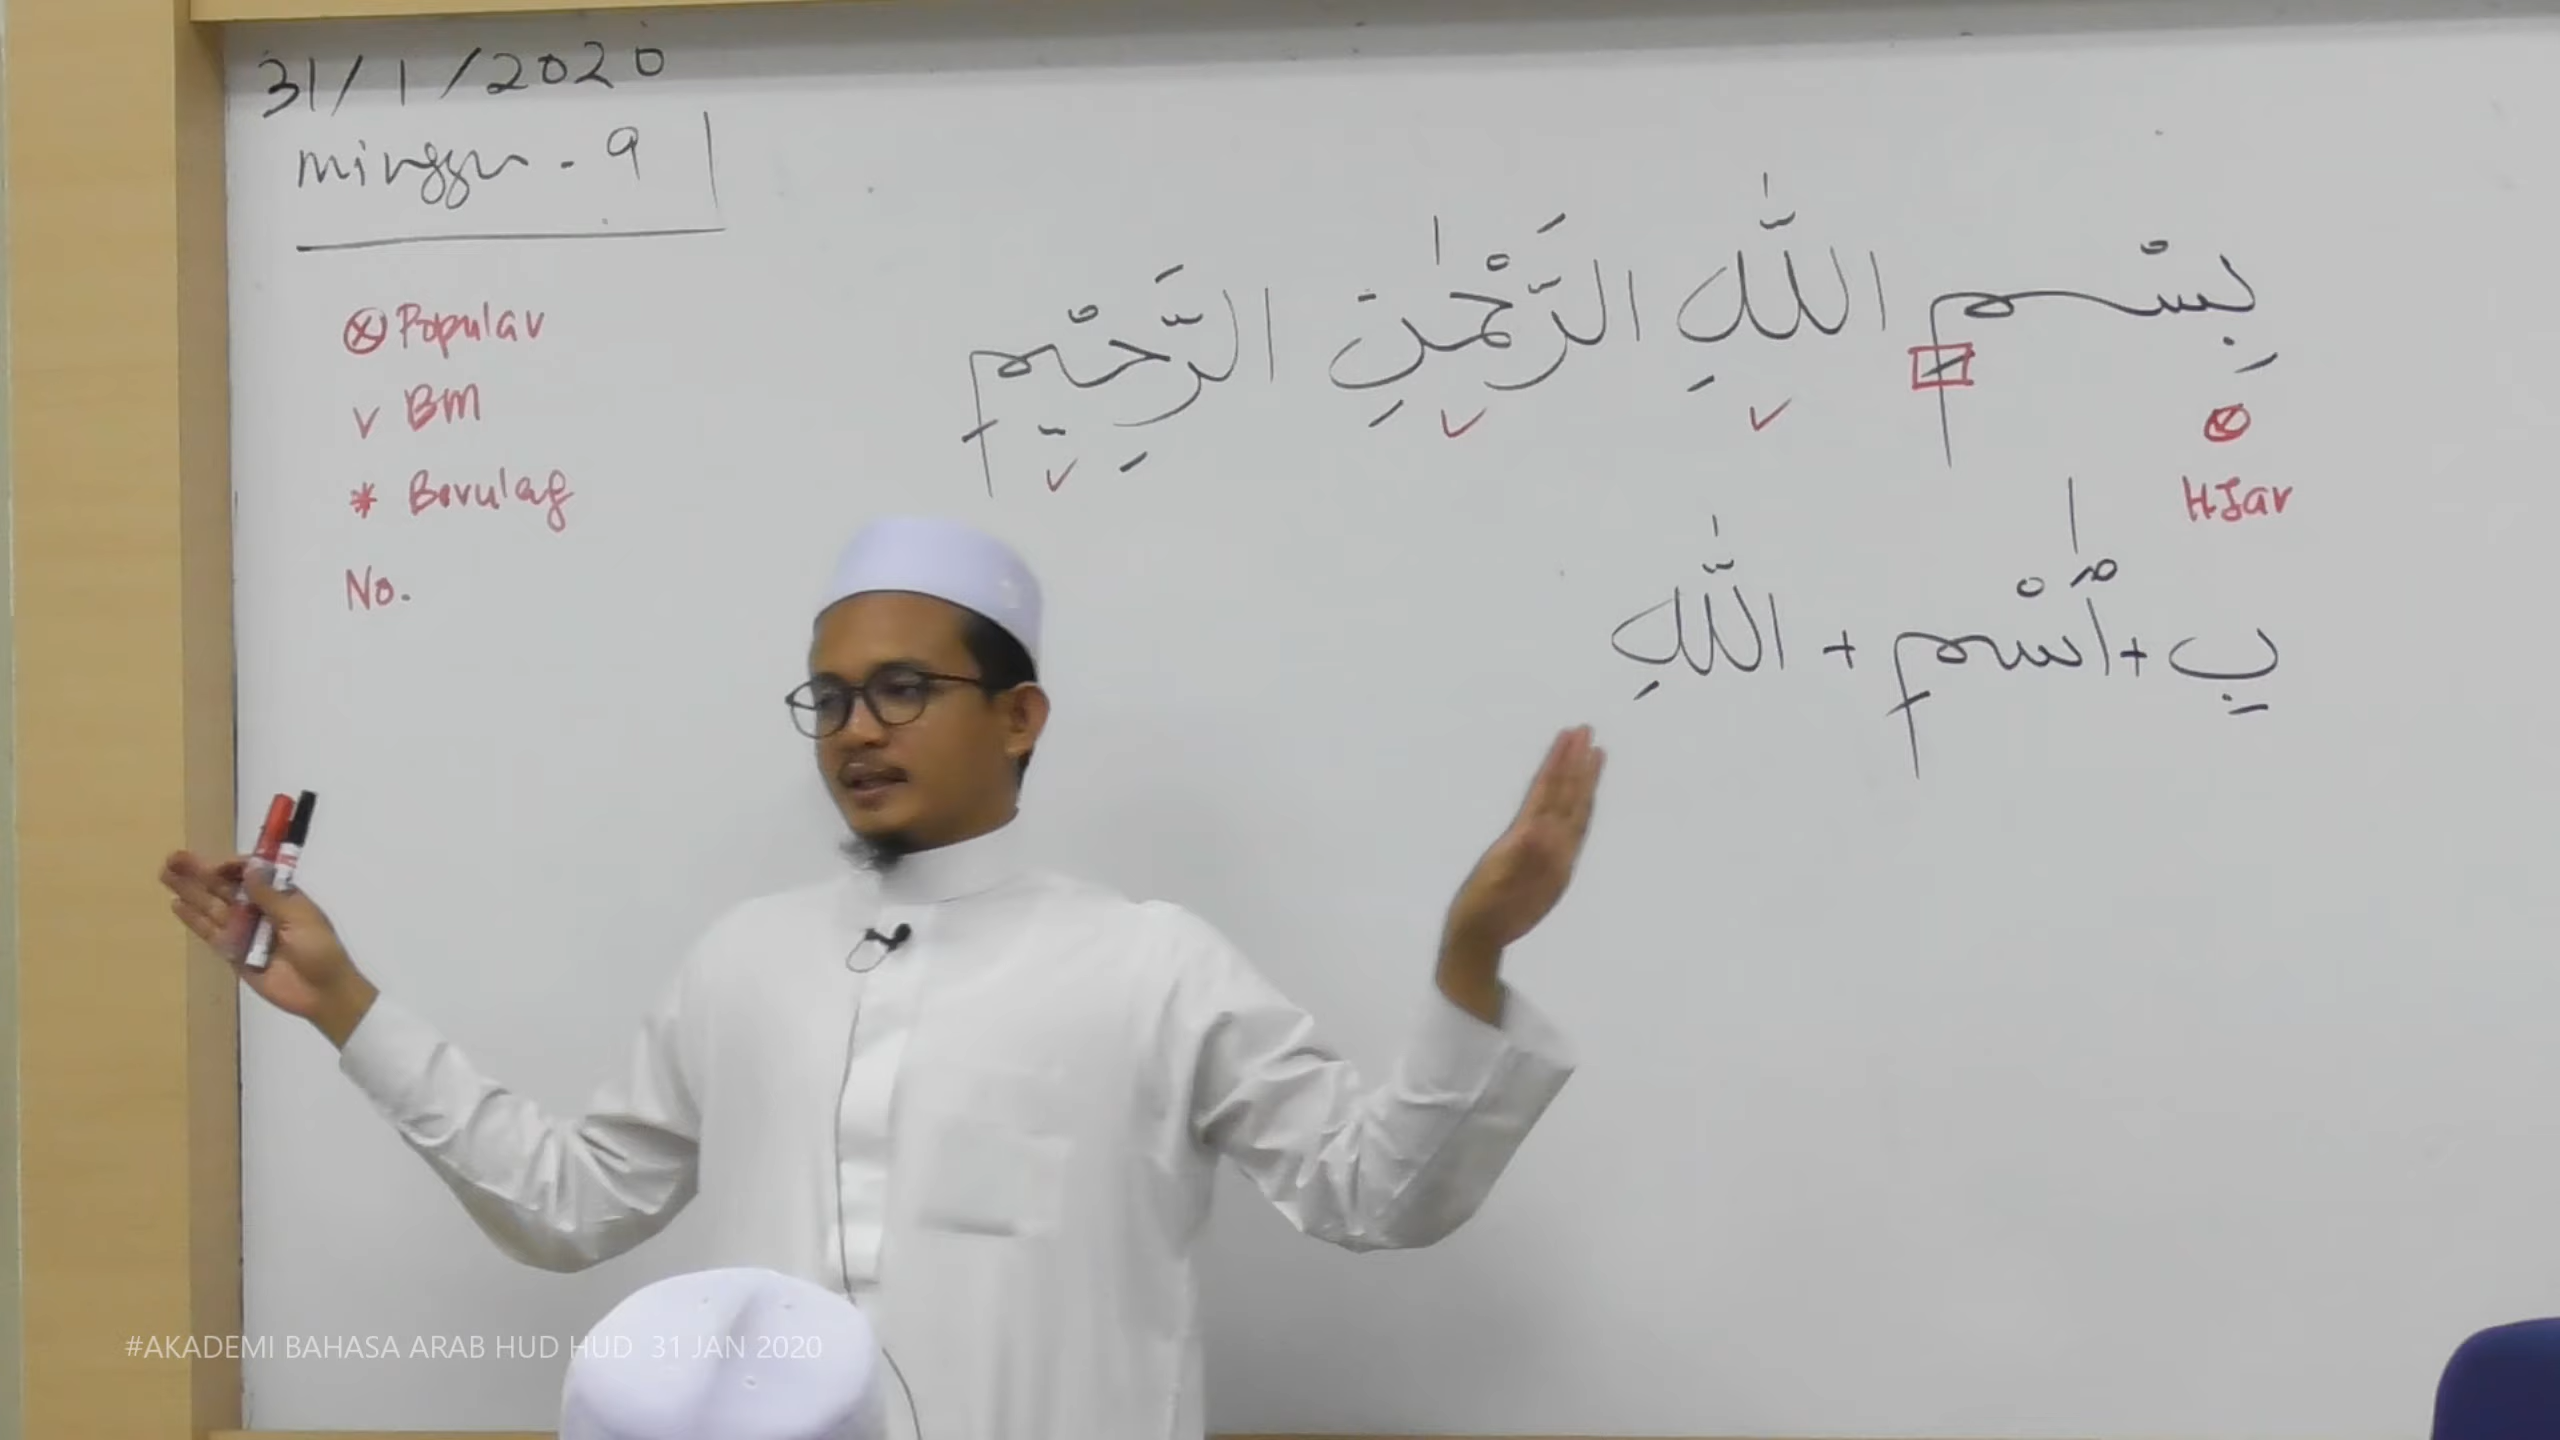 31/1/2020
minggu - 9
بِسْمِ اللّٰهِ الرَّحْمٰنِ الرَّحِيْمِ
⊗ Popular
✓ BM
* Berulang
No.
⊗
H-Jar
بِ + اسْمِ + اللّٰهِ
#AKADEMI BAHASA ARAB HUD HUD 31 JAN 2020